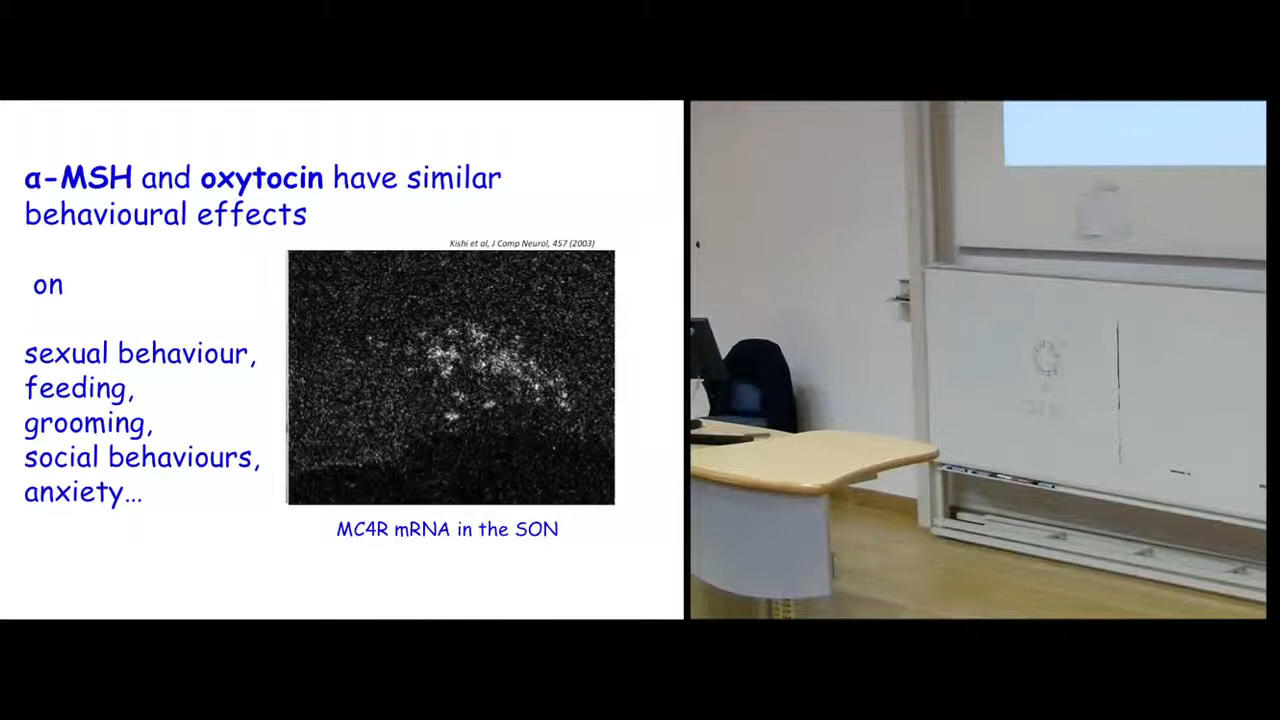 α-MSH and oxytocin have similar
behavioural effects
Kishi et al, J Comp Neurol, 457 (2003)
on
sexual behaviour,
feeding,
grooming,
social behaviours,
anxiety…
MC4R mRNA in the SON